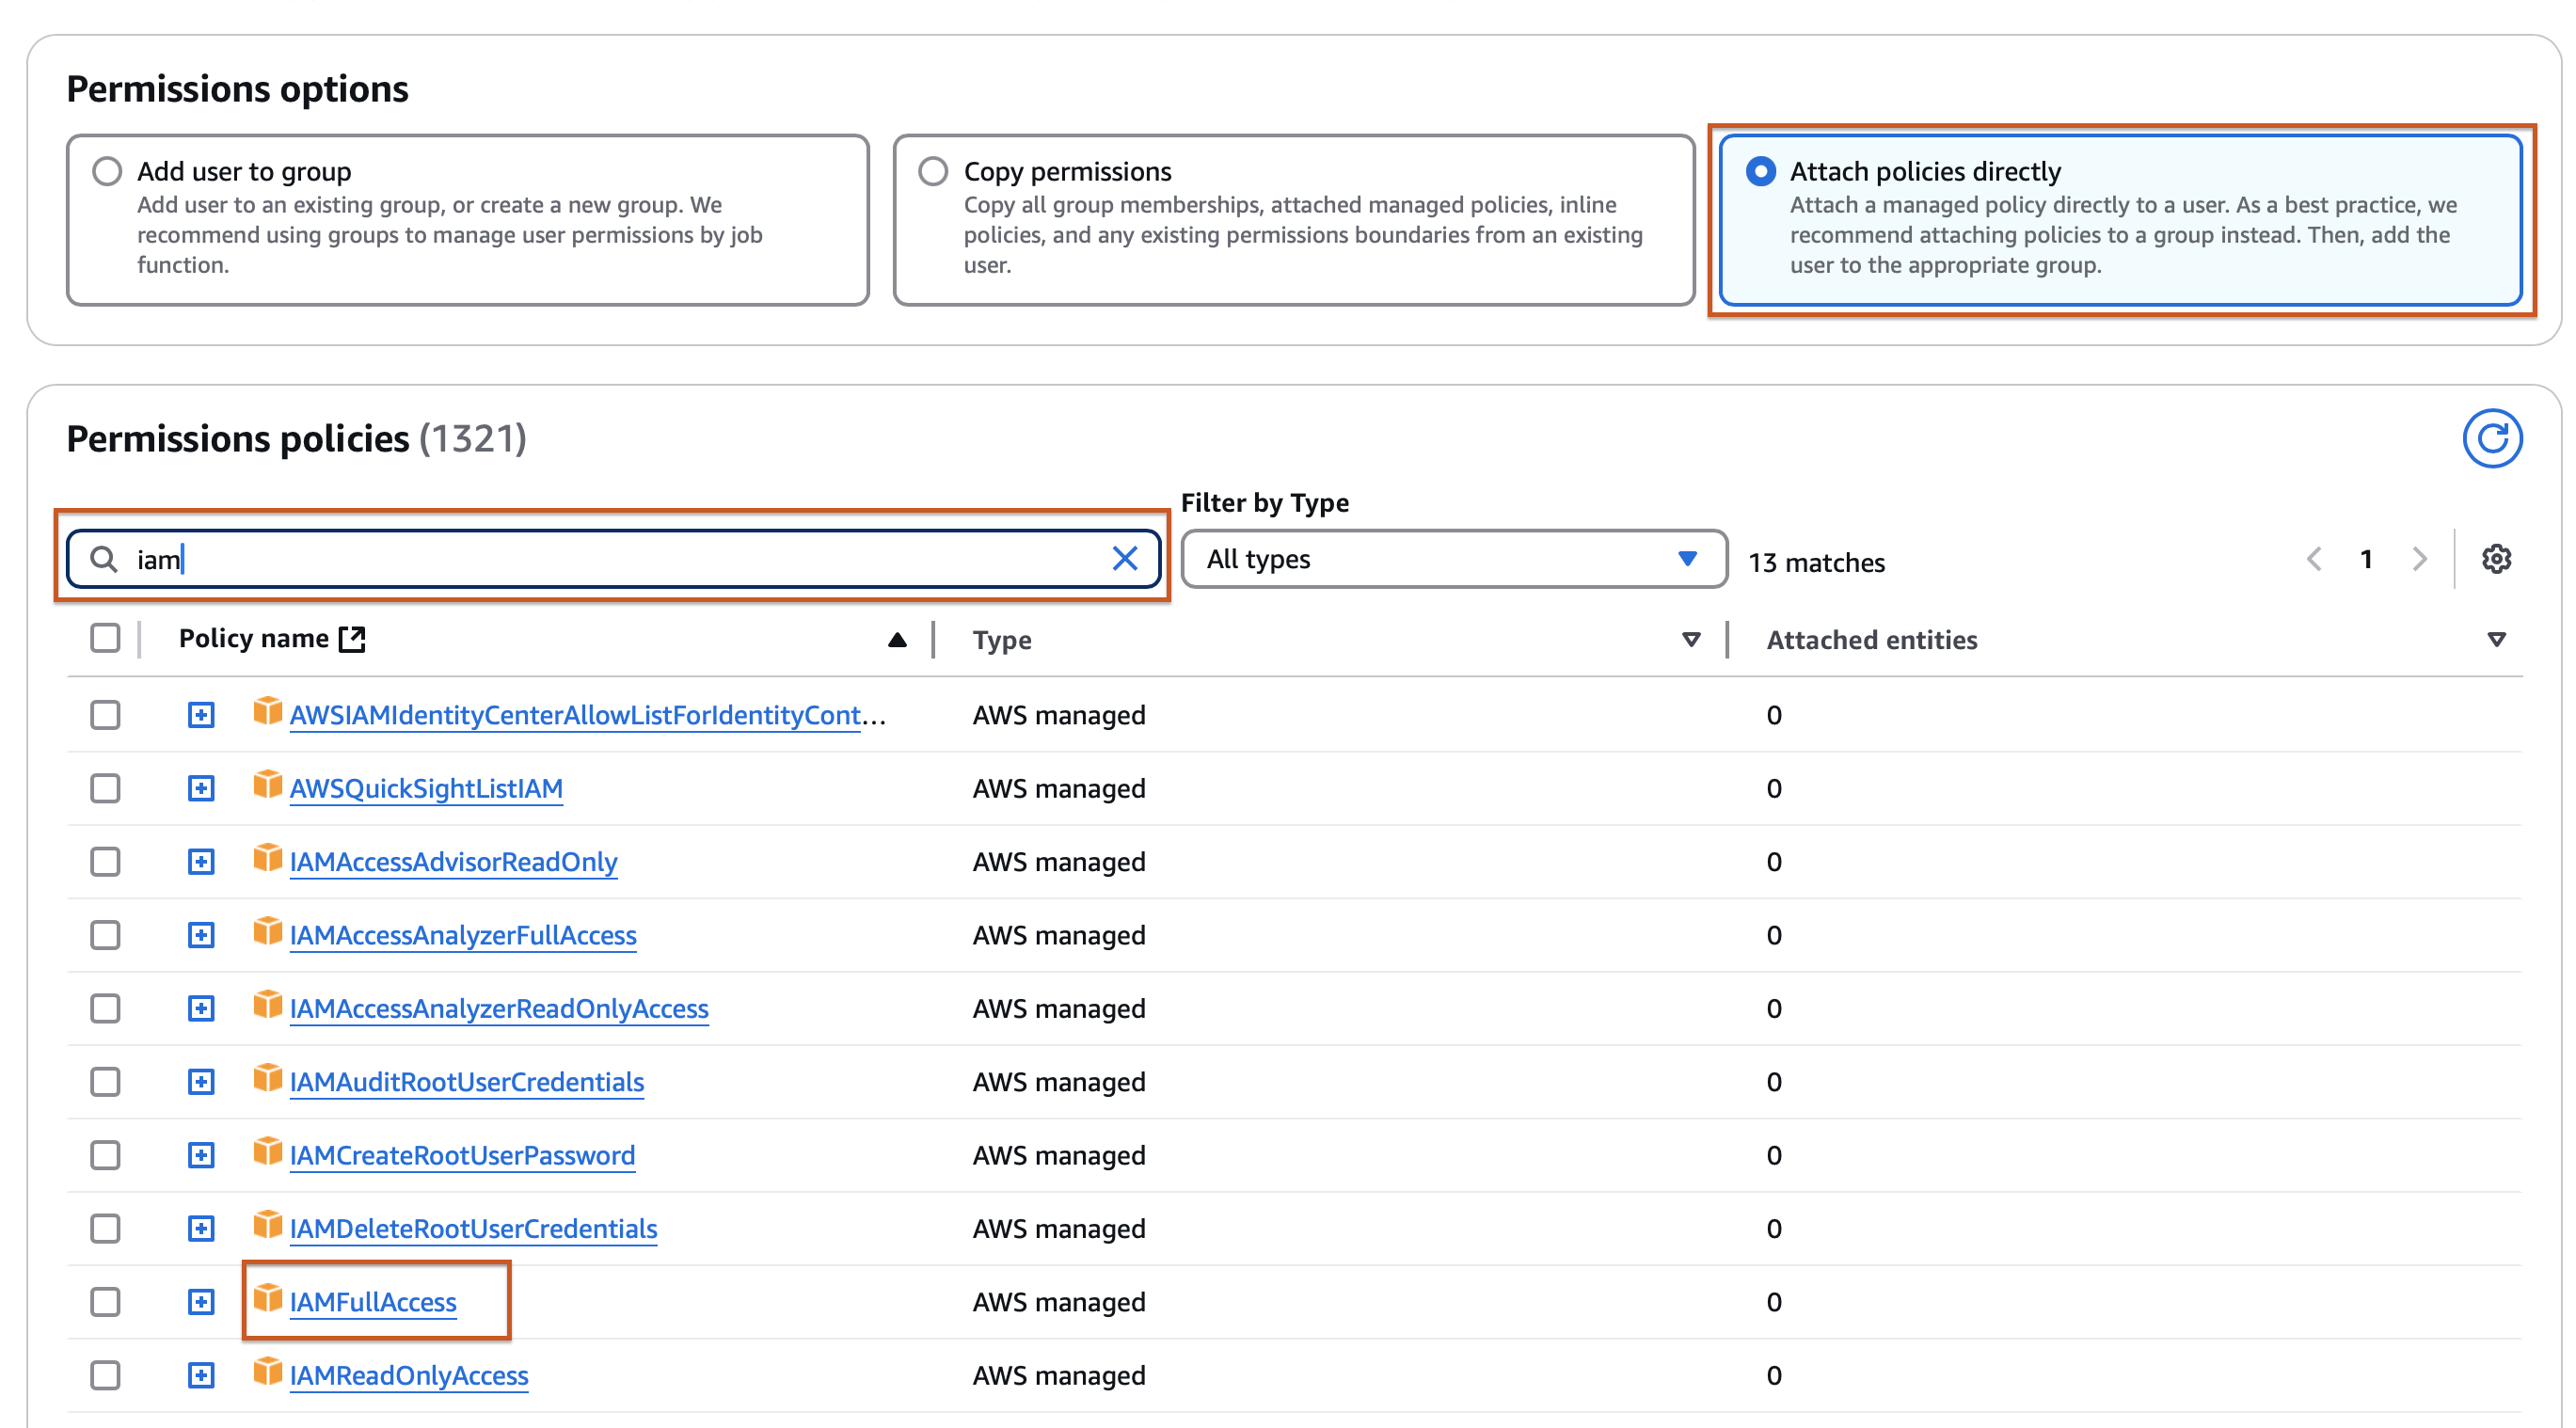 Permissions options
Add user to group
Add user to an existing group, or create a new group. We
recommend using groups to manage user permissions by job
function.
Copy permissions
Copy all group memberships, attached managed policies, inline
policies, and any existing permissions boundaries from an existing
user.
Attach policies directly
Attach a managed policy directly to a user. As a best practice, we
recommend attaching policies to a group instead. Then, add the
user to the appropriate group.
Permissions policies (1321)
Filter by Type
iam
All types
13 matches
1
Policy name Type Attached entities
AWSIAMIdentityCenterAllowListForIdentityCont... AWS managed 0
AWSQuickSightListIAM AWS managed 0
IAMAccessAdvisorReadOnly AWS managed 0
IAMAccessAnalyzerFullAccess AWS managed 0
IAMAccessAnalyzerReadOnlyAccess AWS managed 0
IAMAuditRootUserCredentials AWS managed 0
IAMCreateRootUserPassword AWS managed 0
IAMDeleteRootUserCredentials AWS managed 0
IAMFullAccess AWS managed 0
IAMReadOnlyAccess AWS managed 0